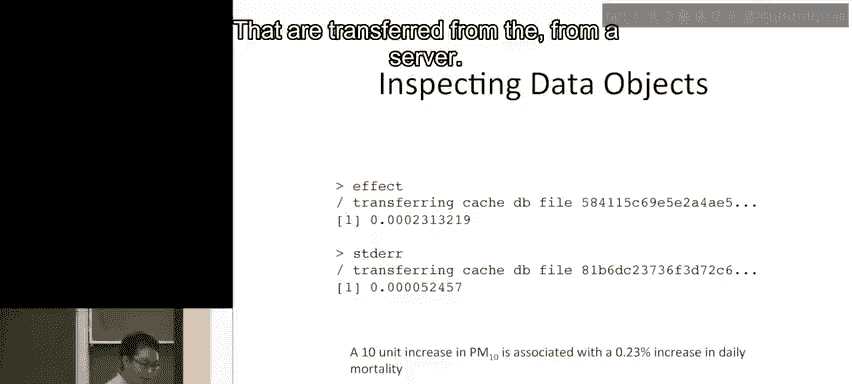 That are transferred from the, from a
server.
Inspecting Data Objects
> effect
/ transferring cache db file 584115c69e5e2a4ae5...
[1] 0.0002313219
> stderr
/ transferring cache db file 81b6dc23736f3d72c6...
[1] 0.000052457
A 10 unit increase in PM10 is associated with a 0.23% increase in daily
mortality